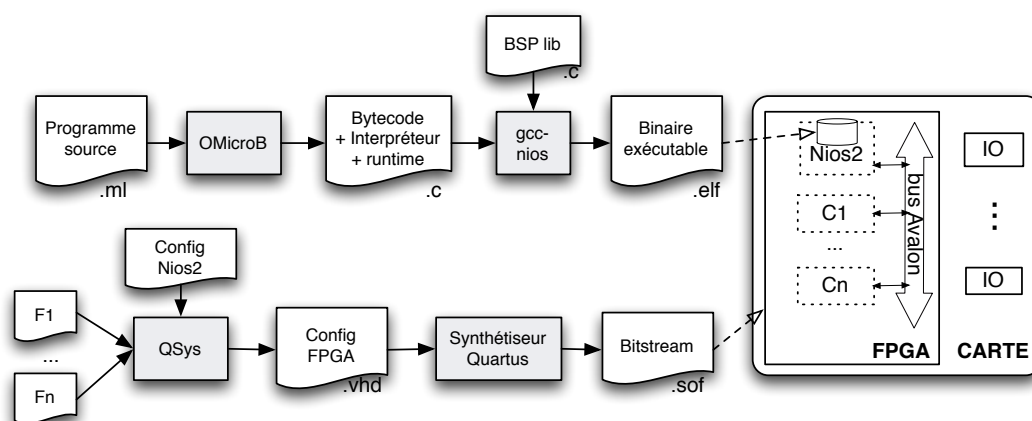 BSP lib
.c
Programme
source
.ml
OMicroB
Bytecode
+ Interpréteur
+ runtime
.c
gcc-
nios
Binaire
exécutable
.elf
Nios2
C1
...
Cn
bus Avalon
FPGA
IO
IO
CARTE
Config
Nios2
F1
...
Fn
QSys
Config
FPGA
.vhd
Synthétiseur
Quartus
Bitstream
.sof